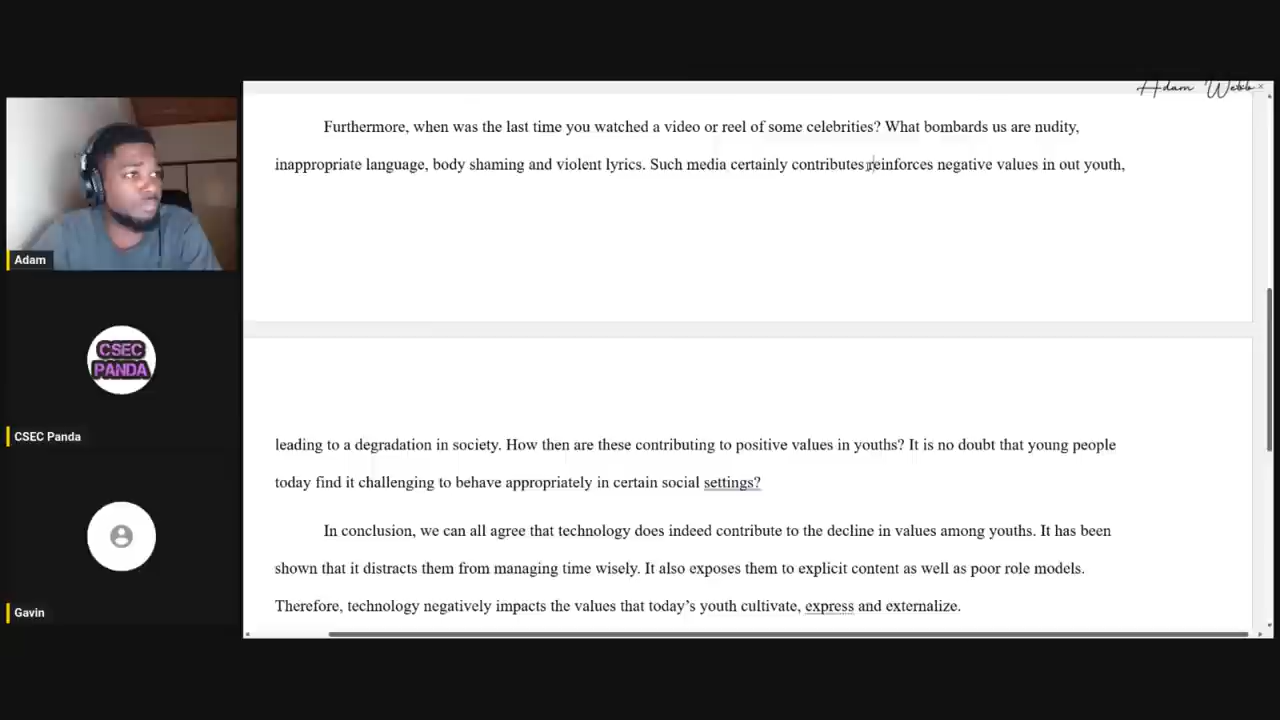 Adam Webb
Furthermore, when was the last time you watched a video or reel of some celebrities? What bombards us are nudity,
inappropriate language, body shaming and violent lyrics. Such media certainly contributes reinforces negative values in out youth,
Adam
CSEC
PANDA
CSEC Panda
leading to a degradation in society. How then are these contributing to positive values in youths? It is no doubt that young people
today find it challenging to behave appropriately in certain social settings?
In conclusion, we can all agree that technology does indeed contribute to the decline in values among youths. It has been
shown that it distracts them from managing time wisely. It also exposes them to explicit content as well as poor role models.
Therefore, technology negatively impacts the values that today's youth cultivate, express and externalize.
Gavin